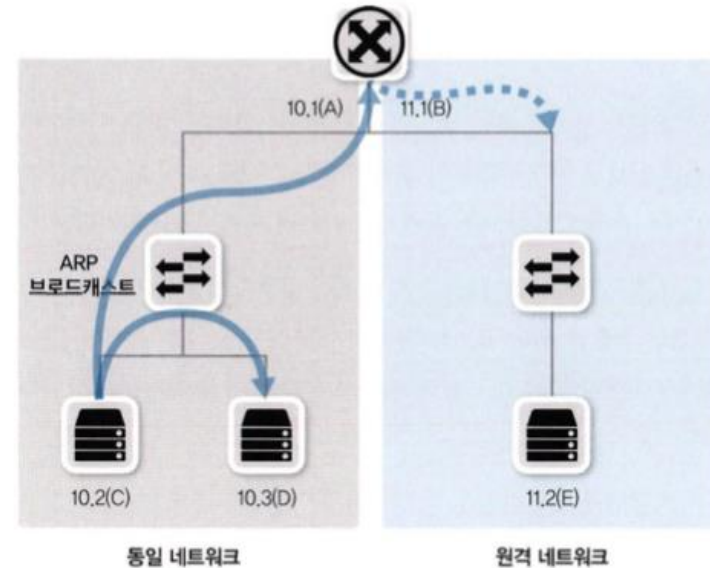 10.1(A)
11.1(B)
ARP
브로드캐스트
10.2(C)
10.3(D)
11.2(E)
동일 네트워크
원격 네트워크